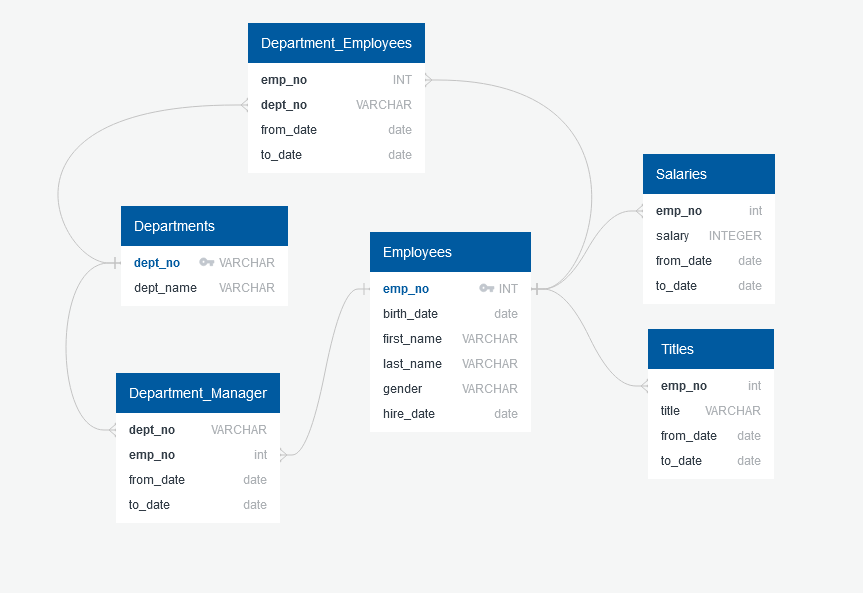 Department_Employees
emp_no INT
dept_no VARCHAR
from_date date
to_date date
Salaries
emp_no int
salary INTEGER
from_date date
to_date date
Departments
dept_no VARCHAR
dept_name VARCHAR
Employees
emp_no INT
birth_date date
first_name VARCHAR
last_name VARCHAR
gender VARCHAR
hire_date date
Titles
emp_no int
title VARCHAR
from_date date
to_date date
Department_Manager
dept_no VARCHAR
emp_no int
from_date date
to_date date